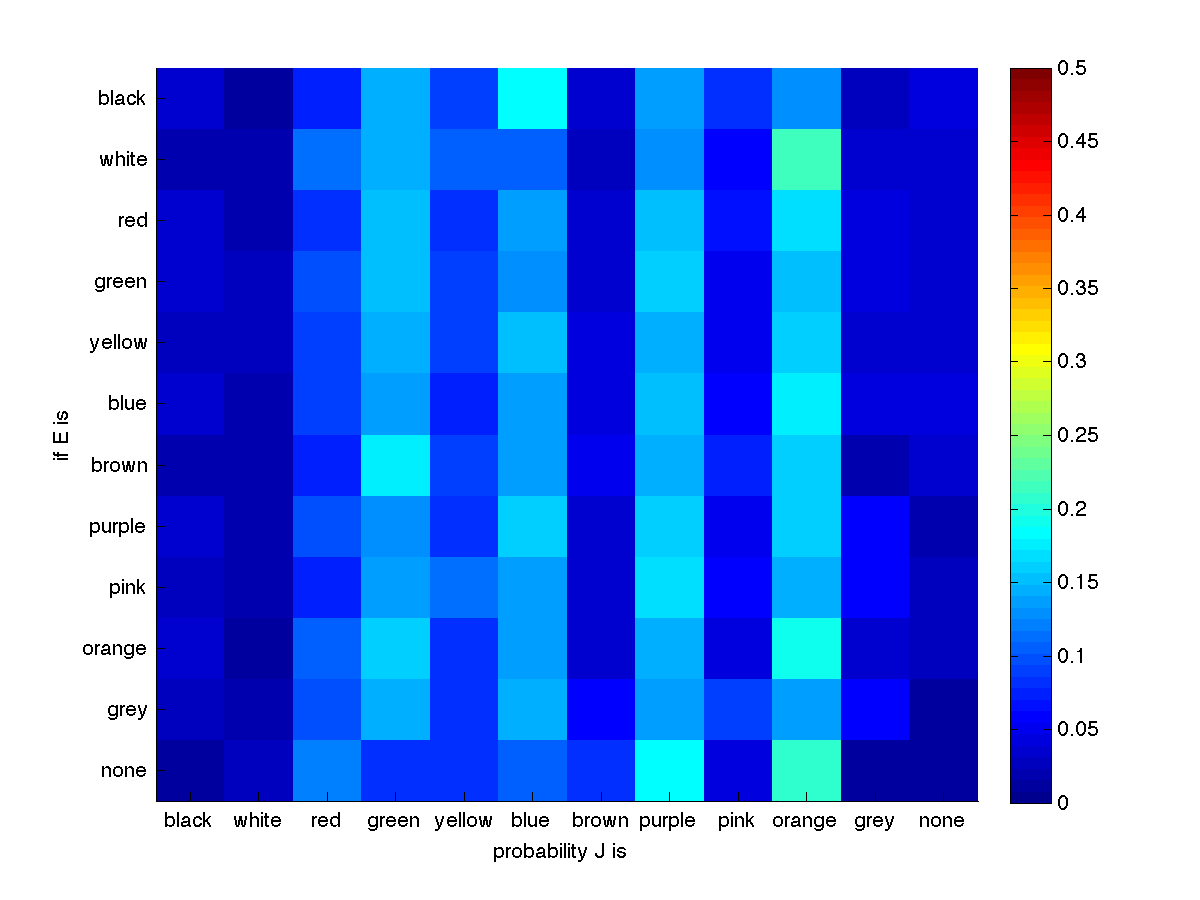 black
white
red
green
yellow
blue
brown
purple
pink
orange
grey
none
if E is
black white red green yellow blue brown purple pink orange grey none
probability J is
0.5
0.45
0.4
0.35
0.3
0.25
0.2
0.15
0.1
0.05
0